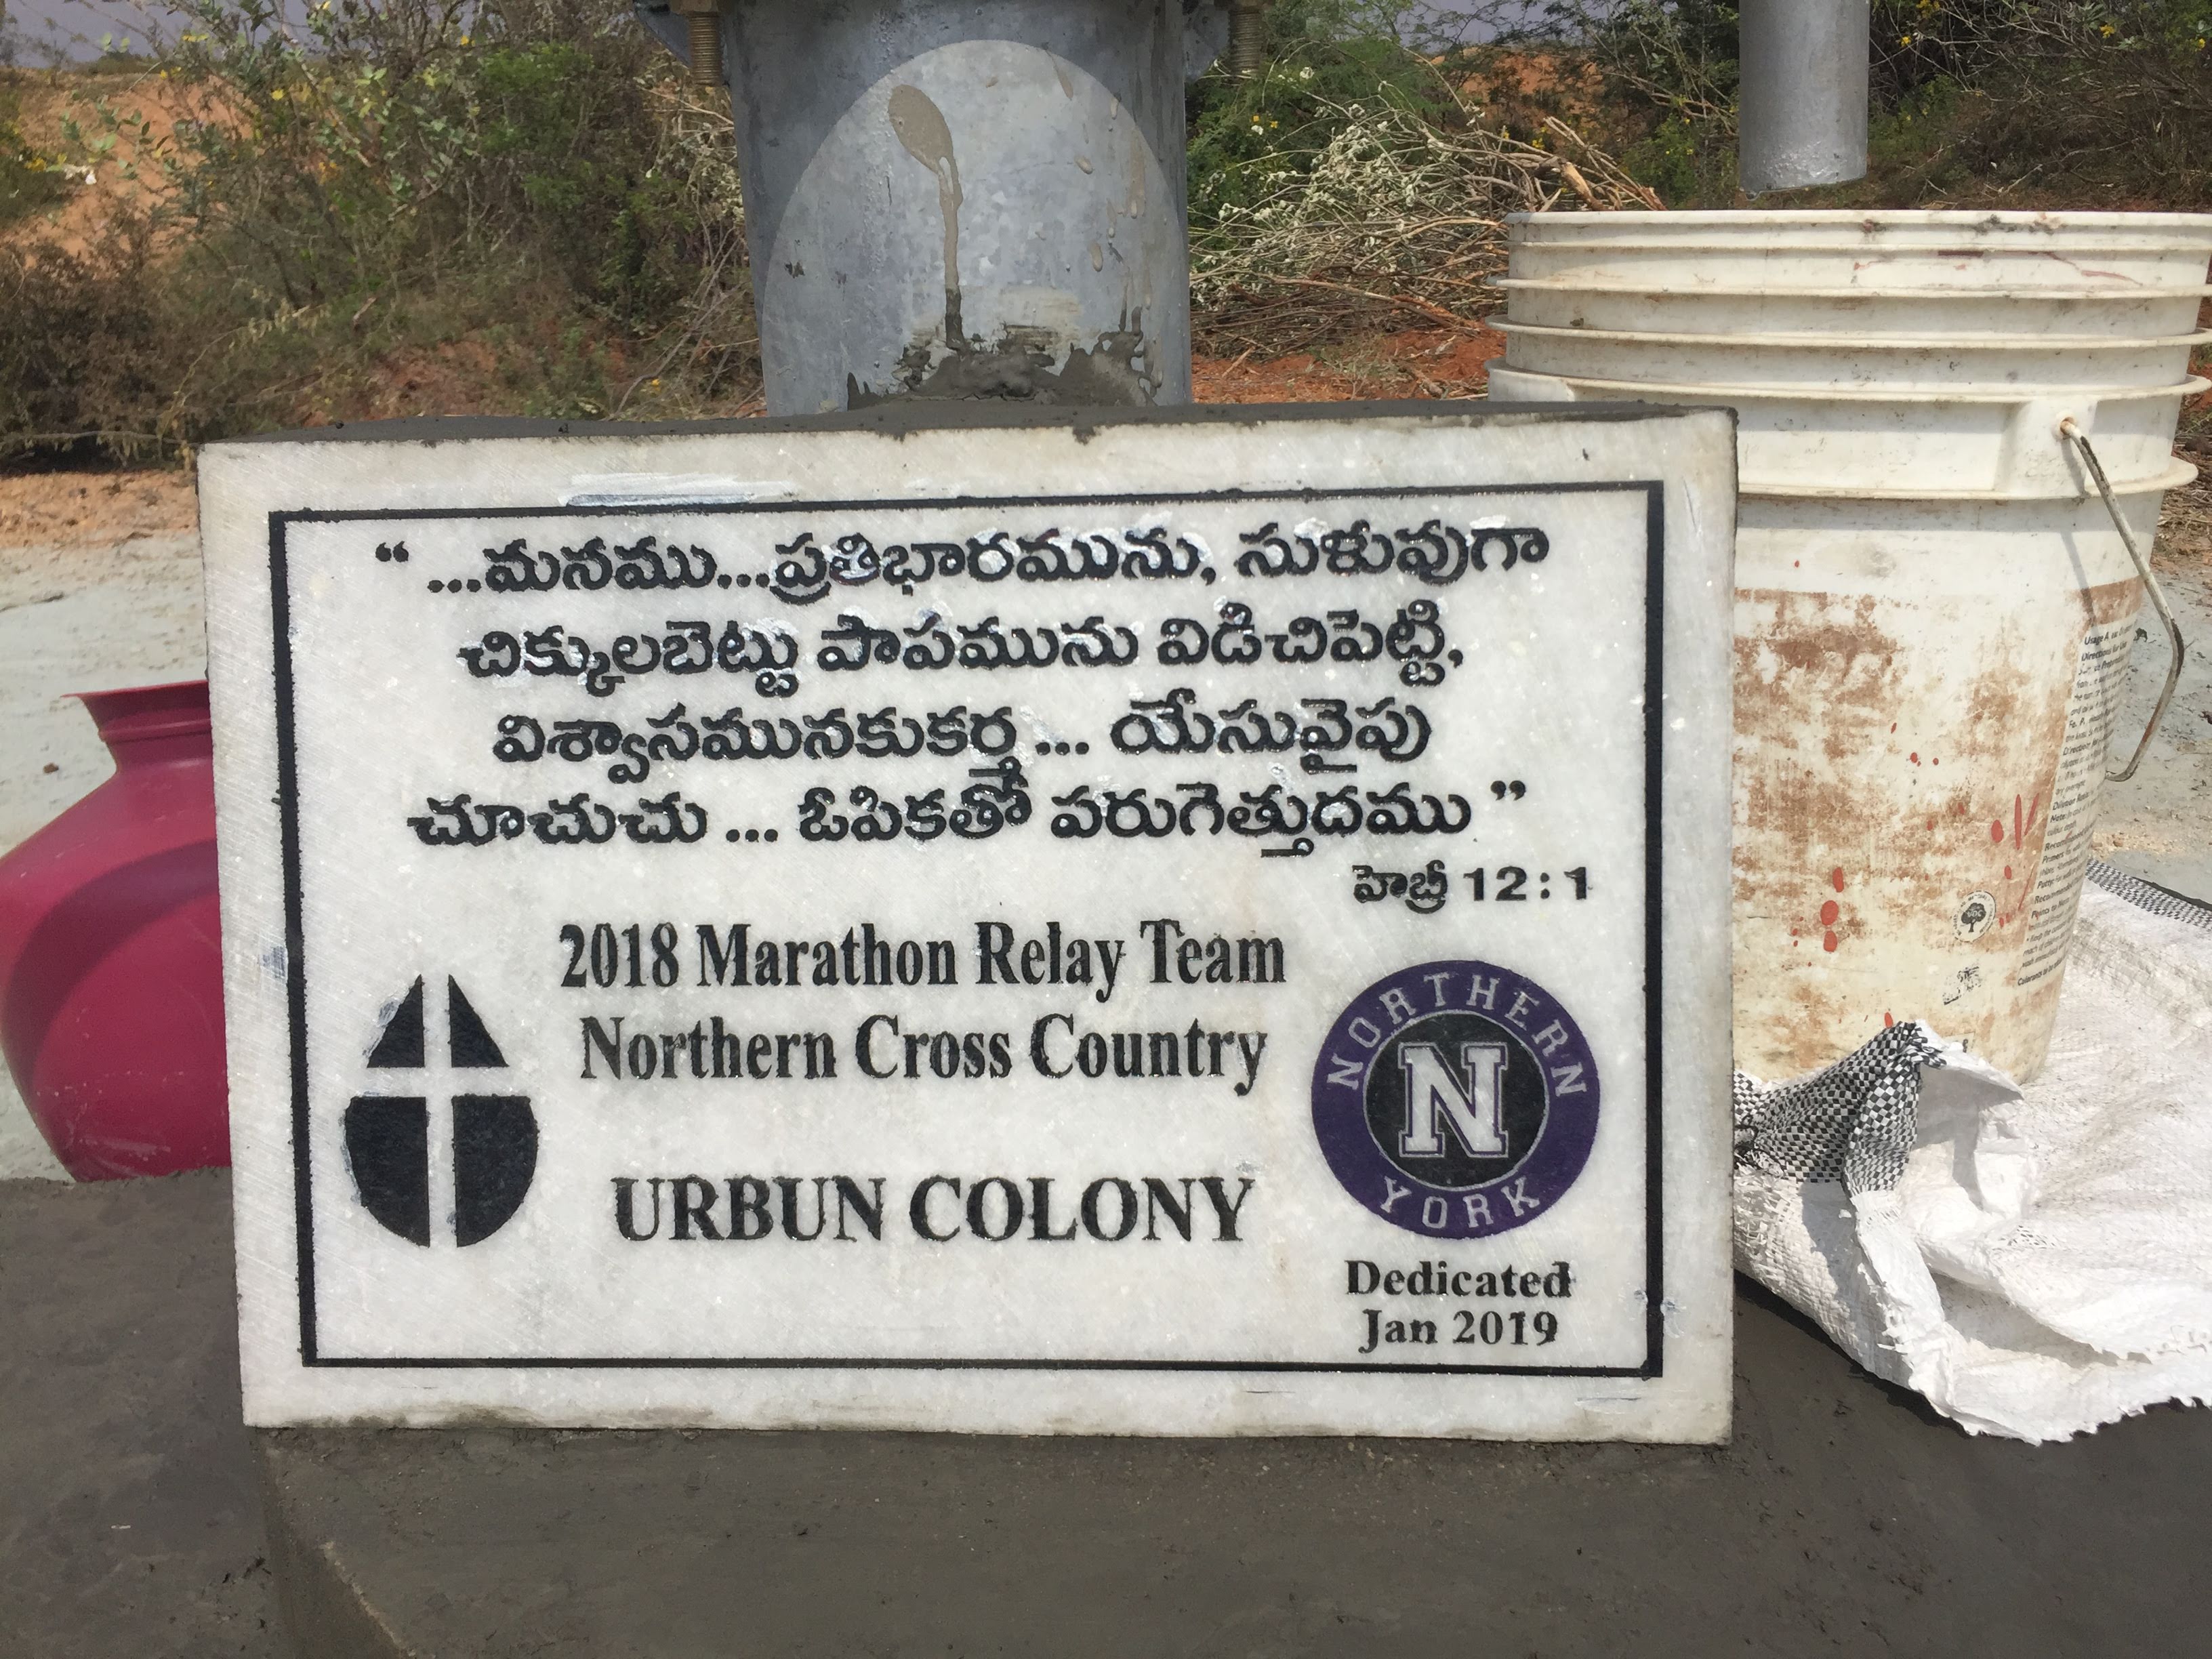 “ ...మనము...ప్రతిభారమును, సుళువుగా
చిక్కులబెట్టు పాపమును విడిచిపెట్టి,
విశ్వాసమునకుకర్త ... యేసువైపు
చూచుచు ... ఓపికతో పరుగెత్తుదము ”
హెబ్రీ 12 : 1
2018 Marathon Relay Team
Northern Cross Country
URBUN COLONY
NORTHERN
N
YORK
Dedicated
Jan 2019